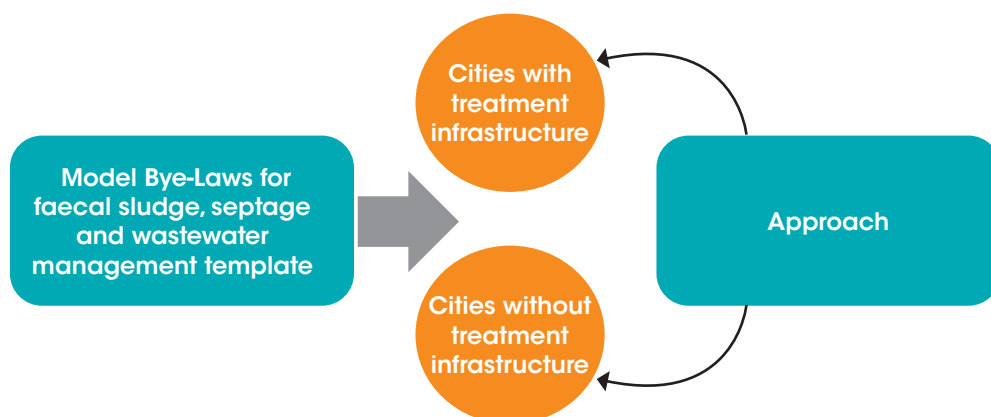 Model Bye-Laws for
faecal sludge, septage
and wastewater
management template
Cities with
treatment
infrastructure
Cities without
treatment
infrastructure
Approach